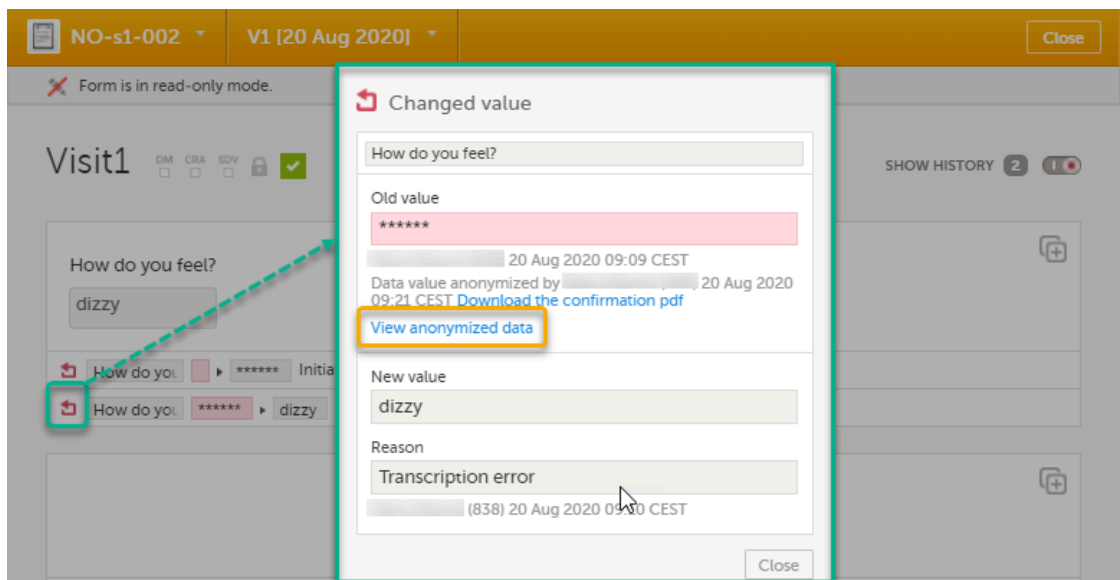 NO-s1-002
V1 [20 Aug 2020]
Close
Form is in read-only mode.
Visit1
DM CRA SDV
SHOW HISTORY 2
How do you feel?
dizzy
How do you ****** Initia
How do you ****** dizzy
Changed value
How do you feel?
Old value
******
20 Aug 2020 09:09 CEST
Data value anonymized by 20 Aug 2020
09:21 CEST Download the confirmation pdf
View anonymized data
New value
dizzy
Reason
Transcription error
(838) 20 Aug 2020 CEST
Close